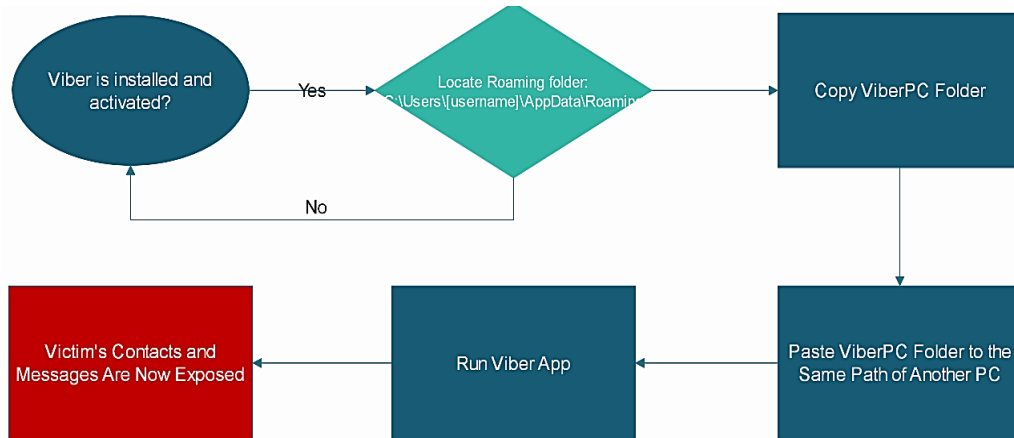 Viber is installed and
activated?
Yes
Locate Roaming folder:
C:\Users\[username]\AppData\Roaming
Copy ViberPC Folder
No
Victim's Contacts and
Messages Are Now Exposed
Run Viber App
Paste ViberPC Folder to the
Same Path of Another PC